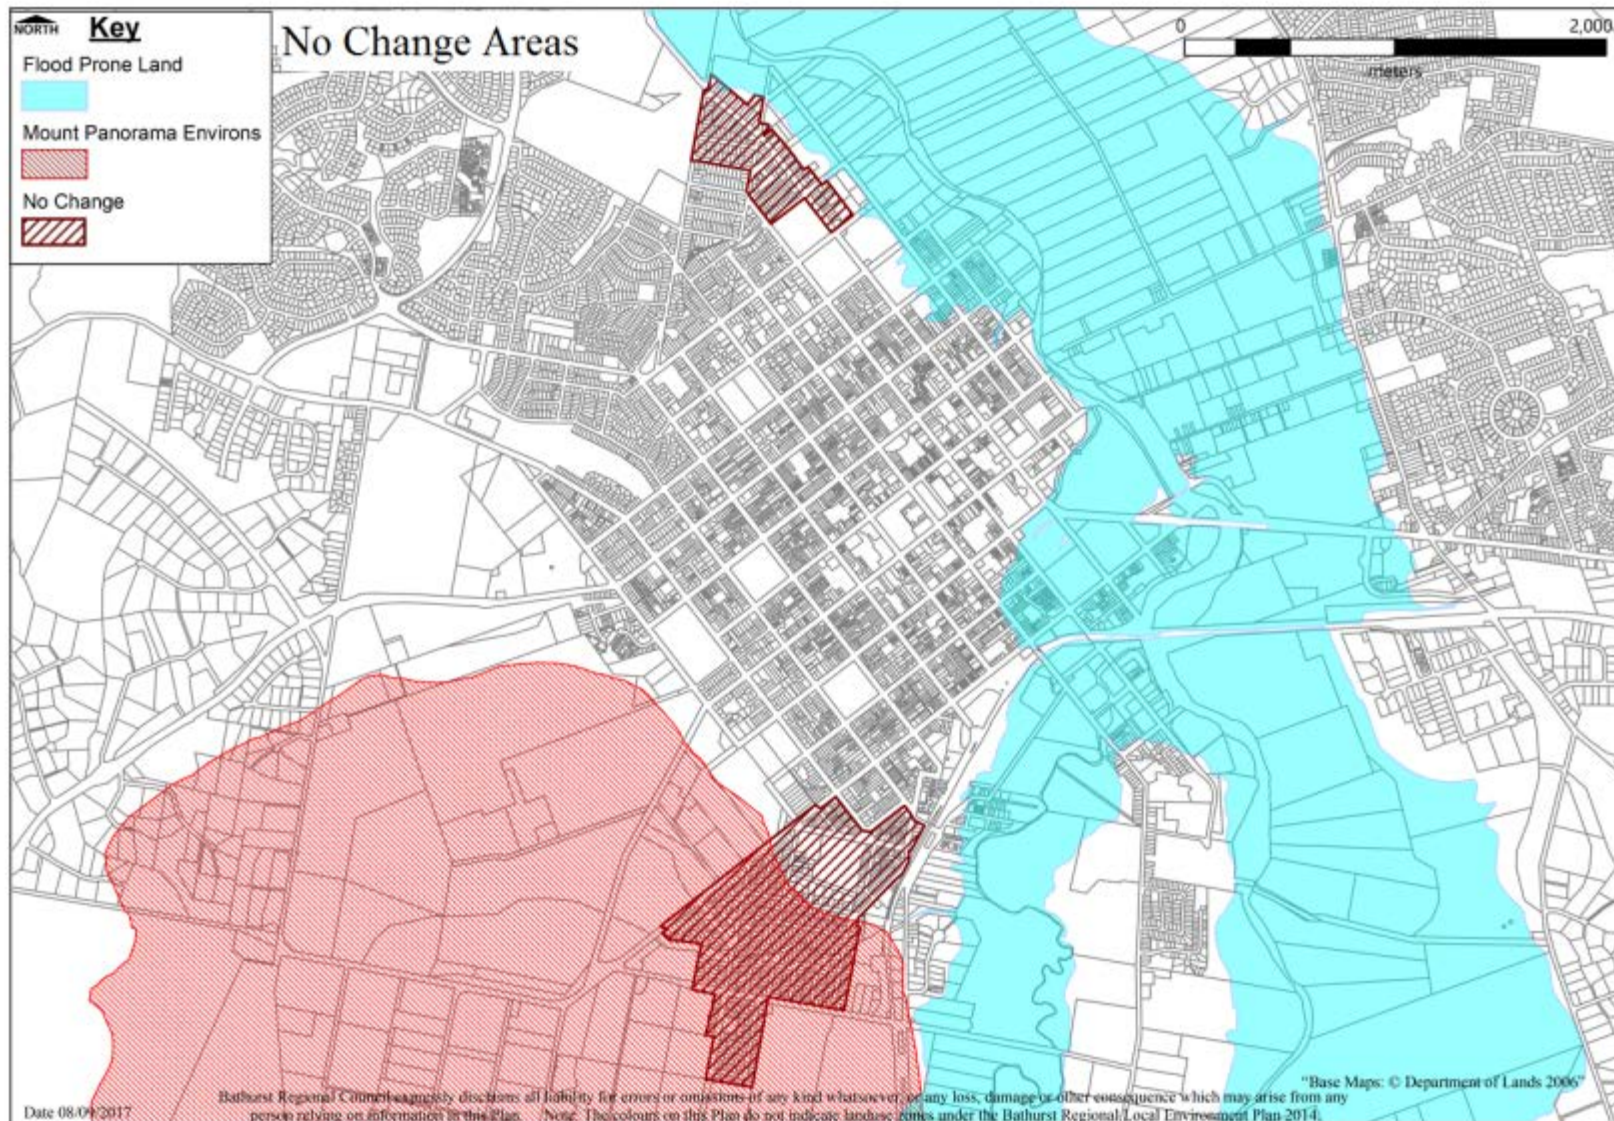 NORTH
Key
No Change Areas
0
2,000
meters
Flood Prone Land
Mount Panorama Environs
No Change
"Base Maps: © Department of Lands 2006"
Bathurst Regional Council expressly disclaims all liability for errors or omissions of any kind whatsoever, or any loss, damage or other consequence which may arise from any
Date 08/09/2017
person relying on information in this Plan. Note: The colours on this Plan do not indicate landuse zones under the Bathurst Regional Local Environment Plan 2014.